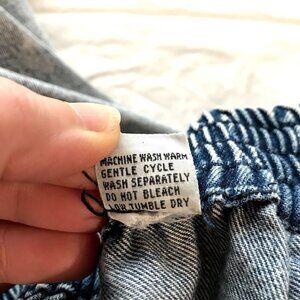 MACHINE WASH WARM
GENTLE CYCLE
WASH SEPARATELY
DO NOT BLEACH
LOW TUMBLE DRY